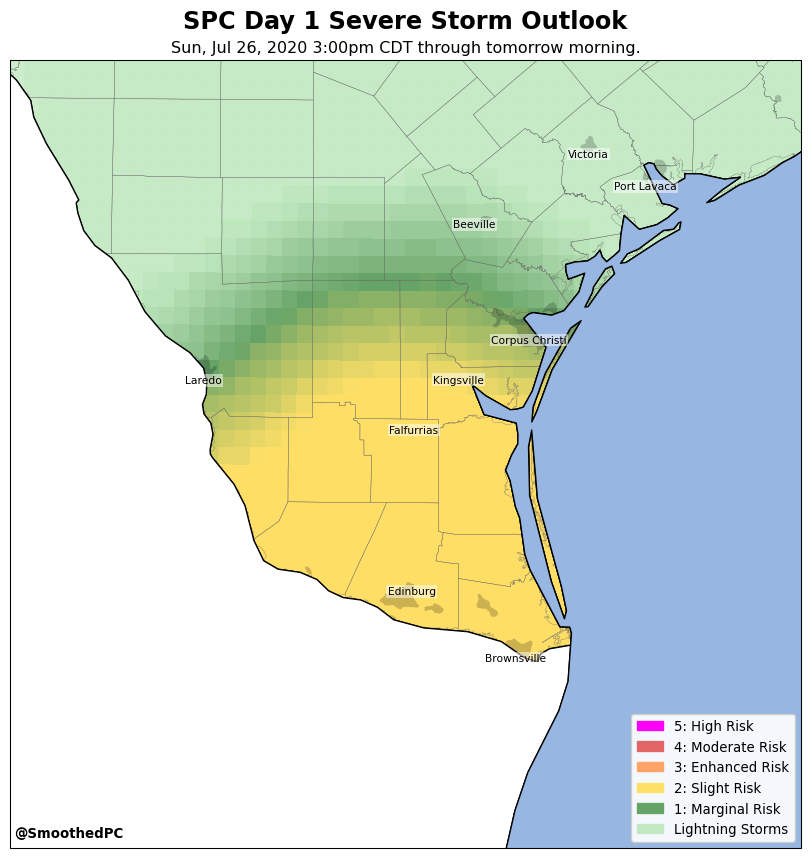 SPC Day 1 Severe Storm Outlook
Sun, Jul 26, 2020 3:00pm CDT through tomorrow morning.
Victoria
Port Lavaca
Beeville
Corpus Christi
Laredo
Kingsville
Falfurrias
Edinburg
Brownsville
5: High Risk
4: Moderate Risk
3: Enhanced Risk
2: Slight Risk
1: Marginal Risk
Lightning Storms
@SmoothedPC